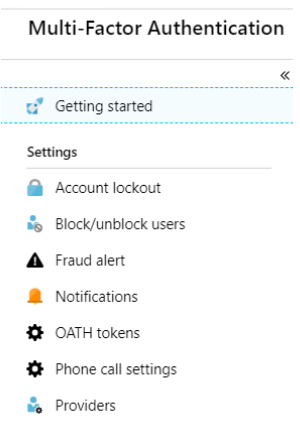 Multi-Factor Authentication
«
Getting started
Settings
Account lockout
Block/unblock users
Fraud alert
Notifications
OATH tokens
Phone call settings
Providers